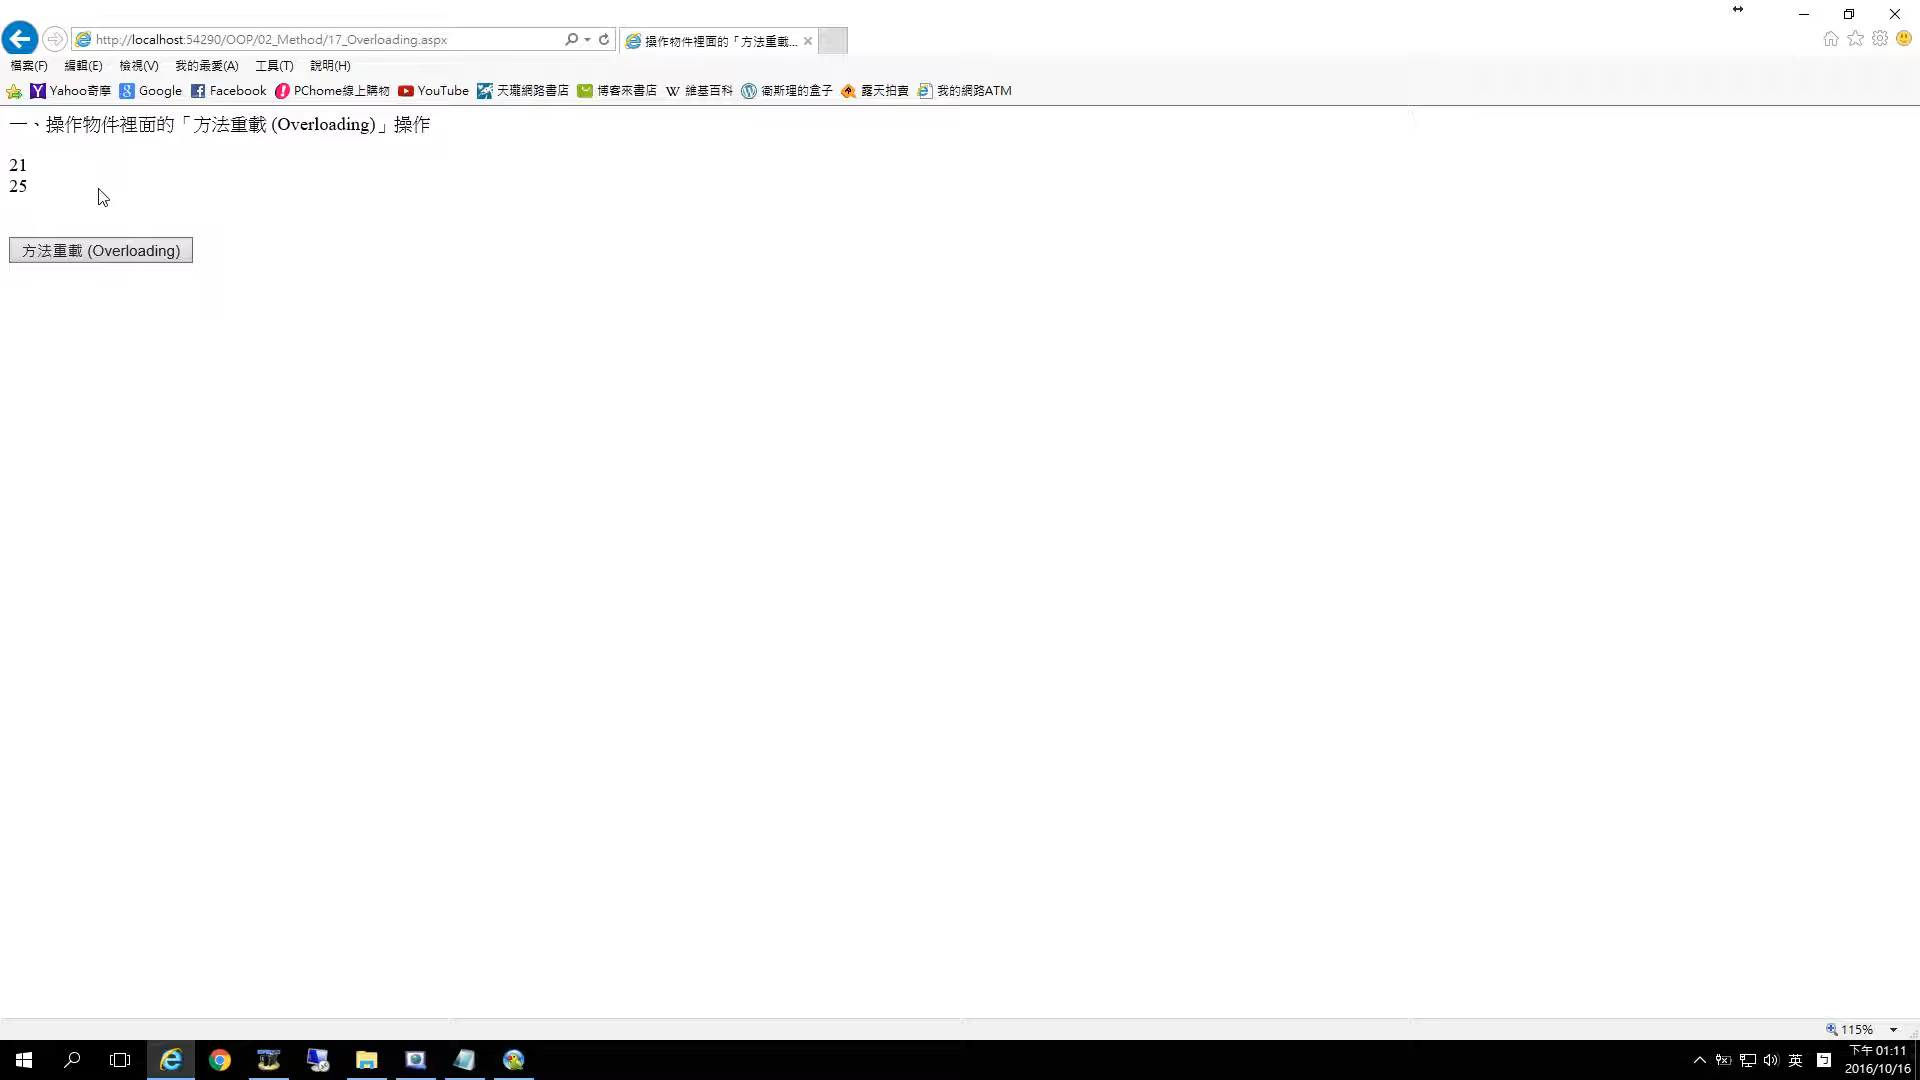 http://localhost:54290/OOP/02_Method/17_Overloading.aspx
操作物件裡面的「方法重載...
檔案(F) 編輯(E) 檢視(V) 我的最愛(A) 工具(T) 說明(H)
Yahoo奇摩 Google Facebook PChome線上購物 YouTube 天瓏網路書店 博客來書店 W 維基百科 衛斯理的盒子 露天拍賣 我的網路ATM
一、操作物件裡面的「方法重載 (Overloading)」操作
21
25
方法重載 (Overloading)
115%
英
下午 01:11
2016/10/16